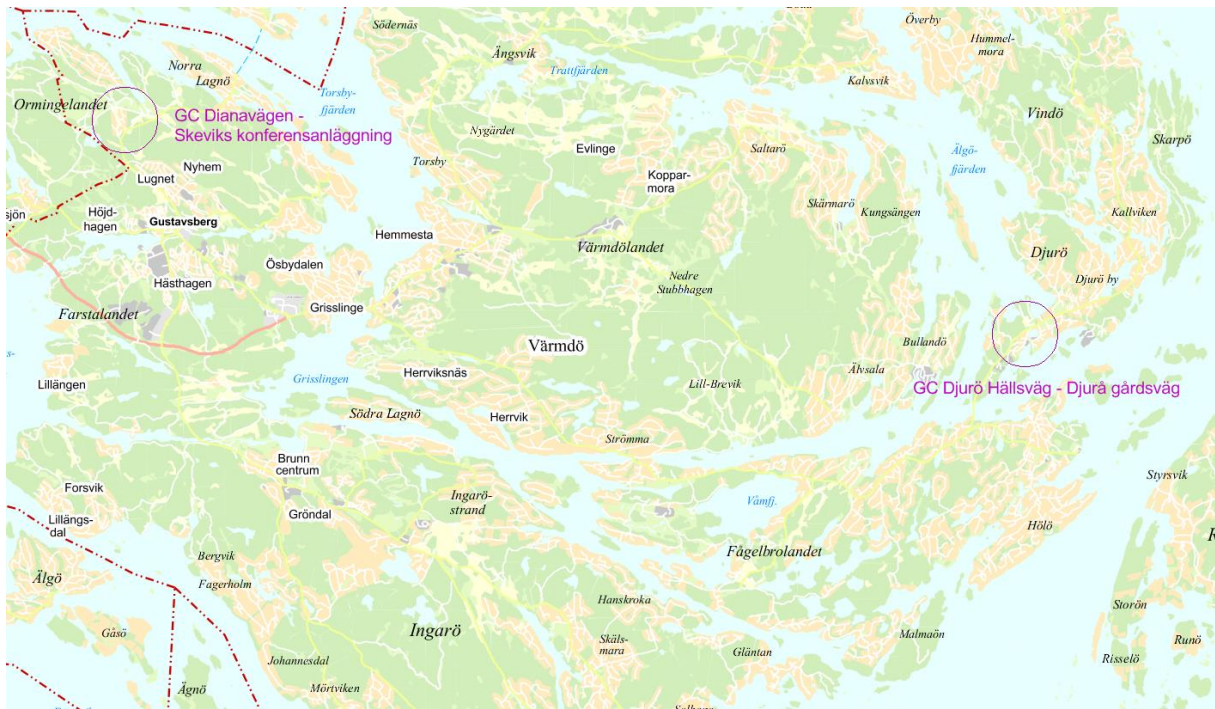 Södernäs
Överby
Hummel-
mora
Norra
Lagnö
Ängsvik
Trattfjärden
Kalvsvik
Torsby-
fjärden
Ormingelandet
GC Dianavägen -
Skeviks konferensanläggning
Vindö
Skarpö
Nygärdet
Evlinge
Saltarö
Älgö-
fjärden
Torsby
Lugnet
Nyhem
Koppar-
mora
Skärmarö
Kungsängen
Kallviken
sjön
Höjd-
hagen
Gustavsberg
Hemmesta
Värmdölandet
Djurö
Djurö by
Ösbydalen
Hästhagen
Nedre
Stubbhagen
Grisslinge
Farstalandet
Värmdö
Bullandö
Lillängen
Grisslingen
Herrviksnäs
Lill-Brevik
Älvsala
GC Djurö Hällsväg - Djurå gårdsväg
Södra Lagnö
Herrvik
Strömma
Brunn
centrum
Forsvik
Ingarö-
strand
Våmfj.
Styrsvik
Lillängs-
dal
Gröndal
Hölö
Bergvik
Fågelbrolandet
Älgö
Fagerholm
Hanskroka
Storön
Gåsö
Ingarö
Skäls-
mara
Malmaön
Runö
Gläntan
Risselö
Johannesdal
Ägnö
Mörtviken